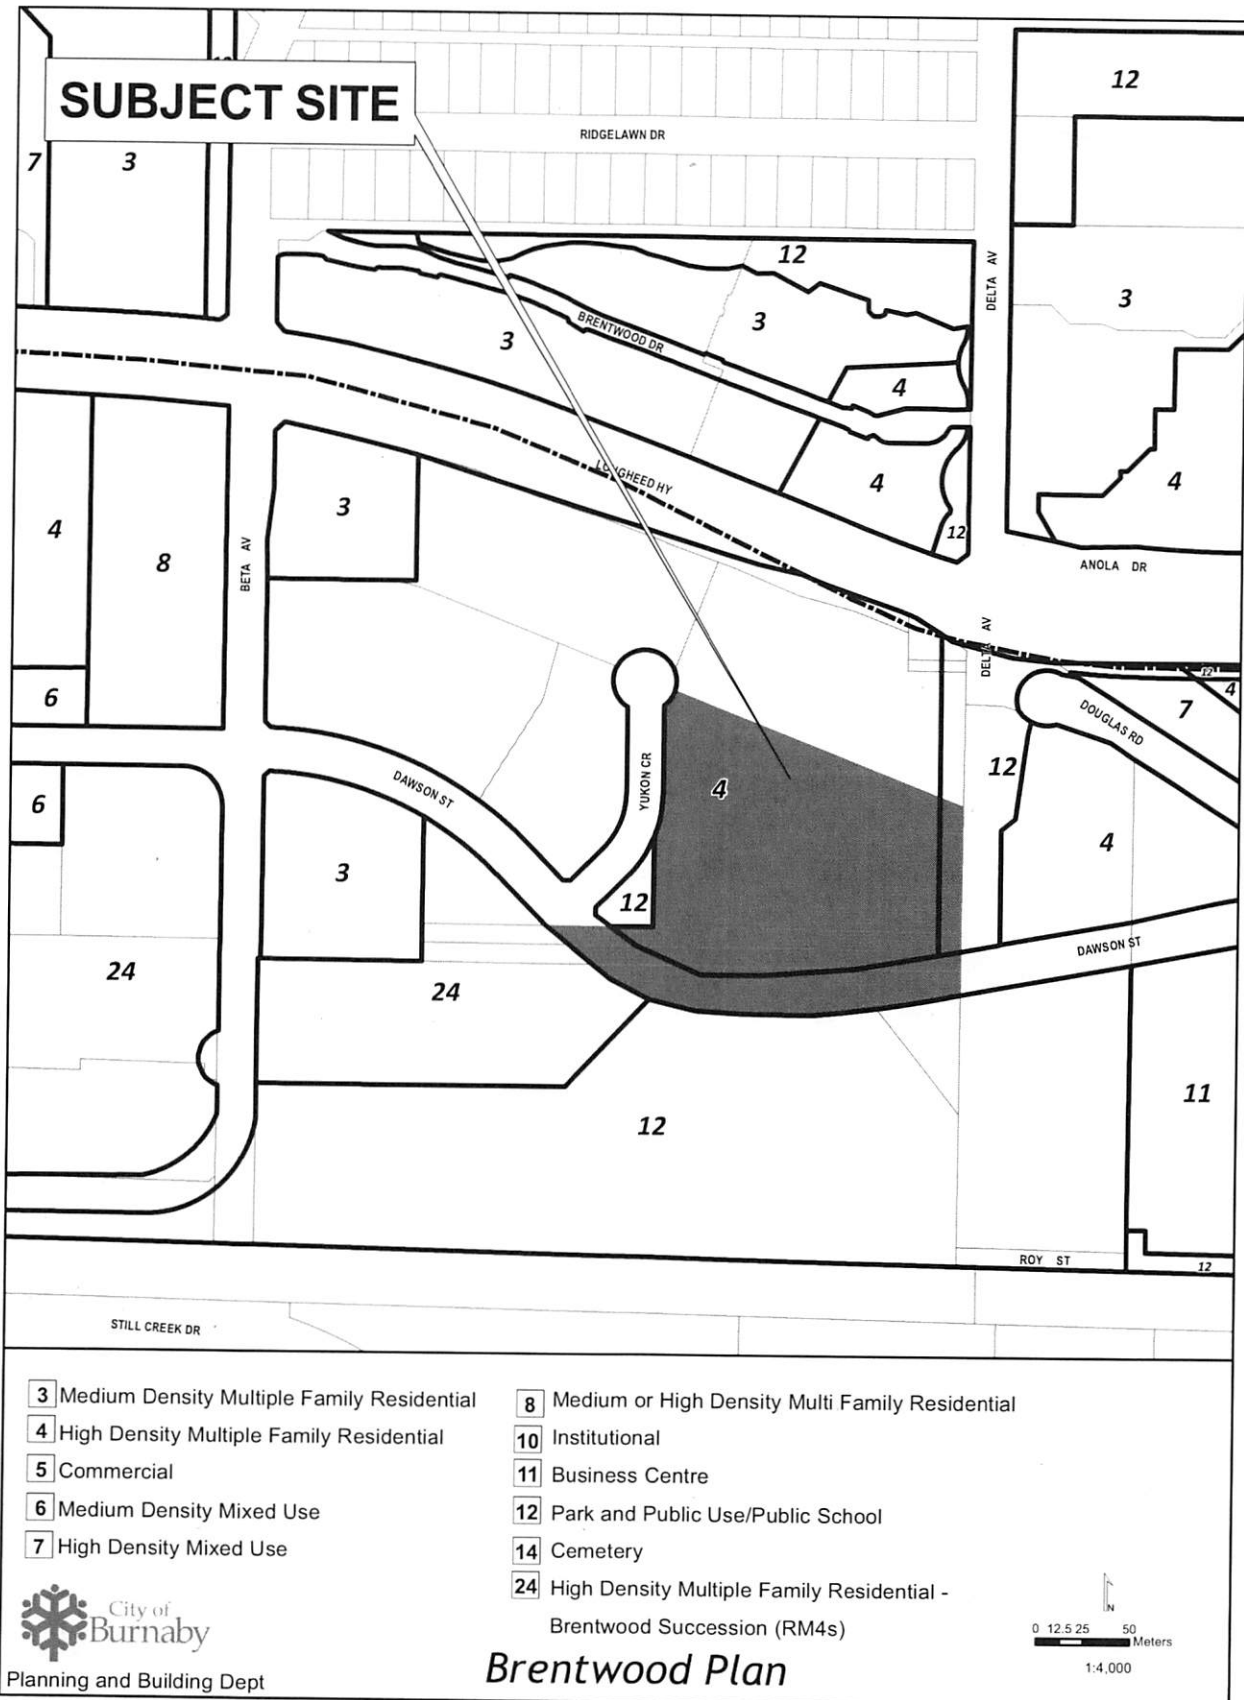 SUBJECT SITE
12
RIDGELAWN DR
7
3
12
DELTA AV
3
BRENTWOOD DR
3
3
4
LOUGHEED HY
4
4
3
12
4
8
BETA AV
ANOLA DR
DELTA AV
12
4
6
7
DOUGLAS RD
12
DAWSON ST
YUKON CR
4
6
4
3
12
DAWSON ST
24
24
11
12
ROY ST
12
STILL CREEK DR
3 Medium Density Multiple Family Residential
4 High Density Multiple Family Residential
5 Commercial
6 Medium Density Mixed Use
7 High Density Mixed Use
8 Medium or High Density Multi Family Residential
10 Institutional
11 Business Centre
12 Park and Public Use/Public School
14 Cemetery
24 High Density Multiple Family Residential -
Brentwood Succession (RM4s)
City of
Burnaby
Planning and Building Dept
Brentwood Plan
N
0 12.5 25 50
Meters
1:4,000